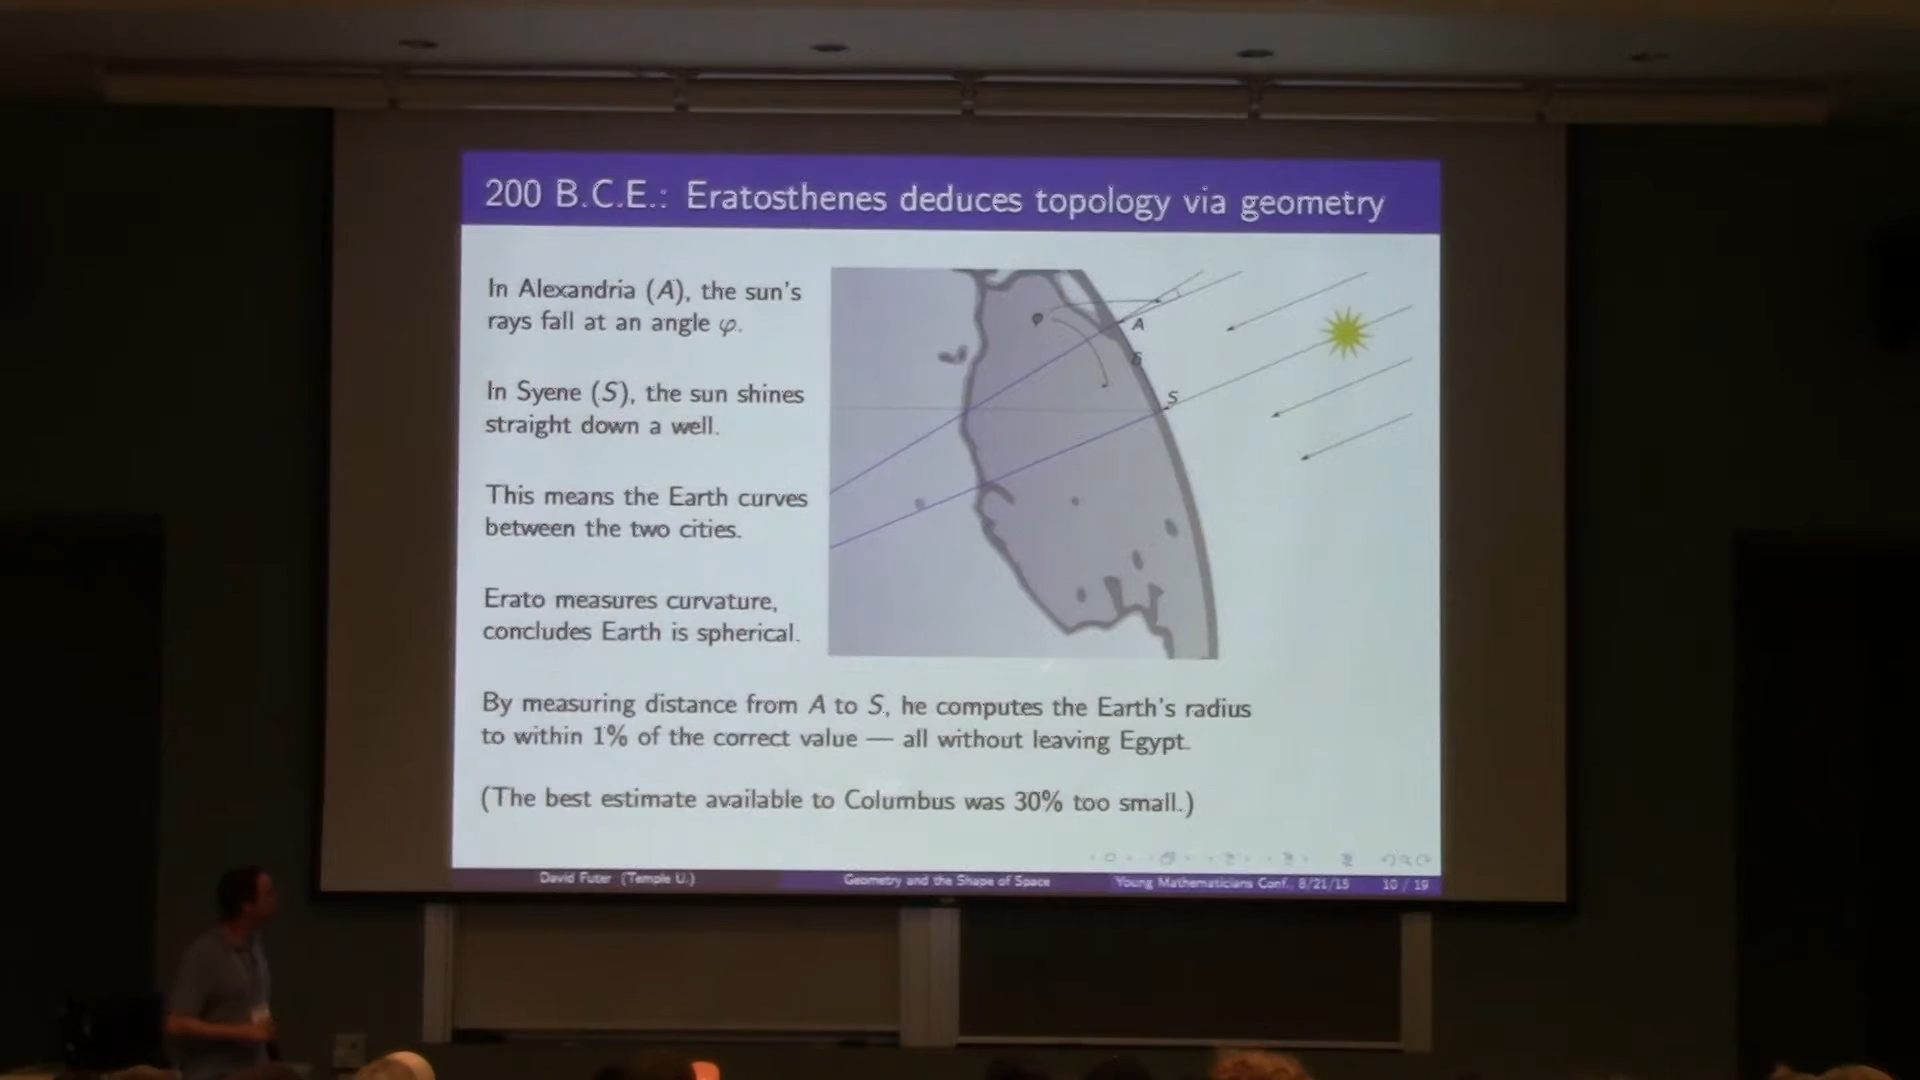 200 B.C.E.: Eratosthenes deduces topology via geometry
In Alexandria (A), the sun's
rays fall at an angle φ.
In Syene (S), the sun shines
straight down a well.
This means the Earth curves
between the two cities.
Erato measures curvature,
concludes Earth is spherical.
φ
A
δ
S
By measuring distance from A to S, he computes the Earth's radius
to within 1% of the correct value — all without leaving Egypt.
(The best estimate available to Columbus was 30% too small.)
David Futer (Temple U.)
Geometry and the Shape of Space
Young Mathematicians Conf., 8/21/15
10 / 19